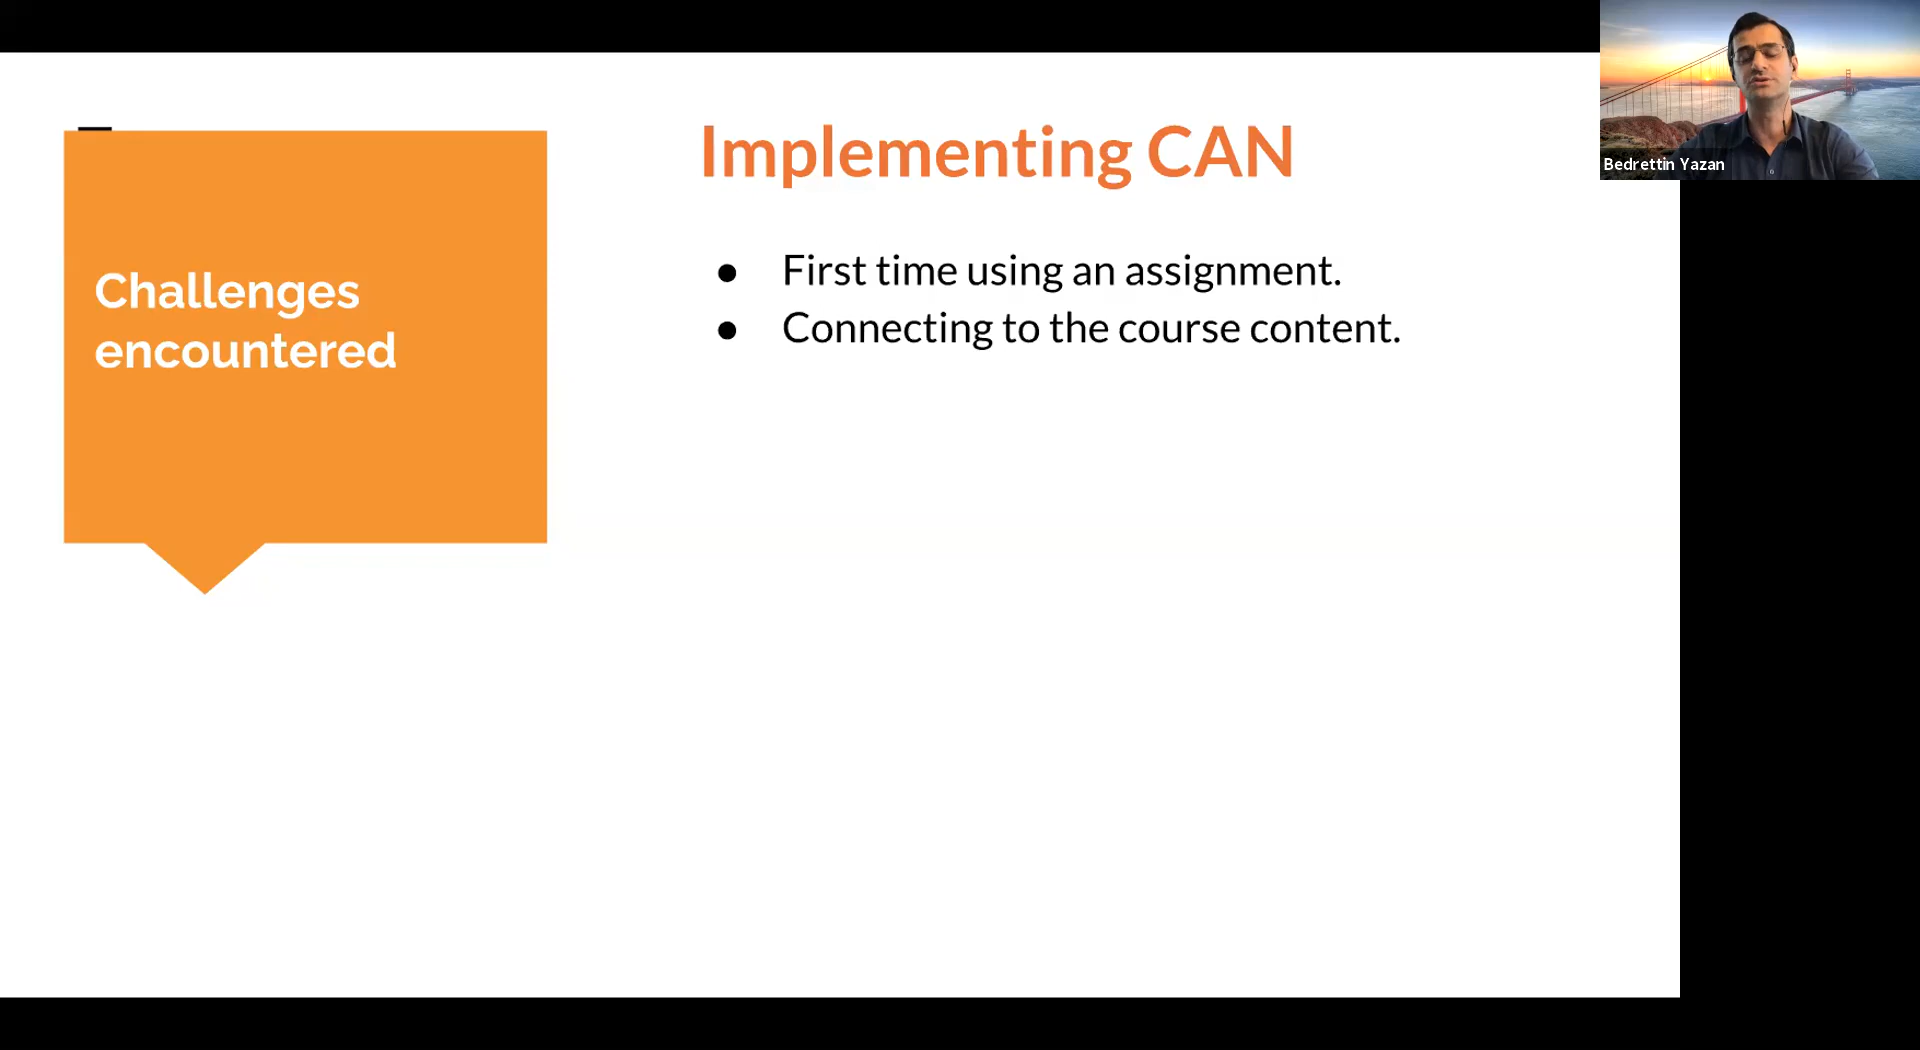 Challenges
encountered
Implementing CAN
● First time using an assignment.
● Connecting to the course content.
Bedrettin Yazan